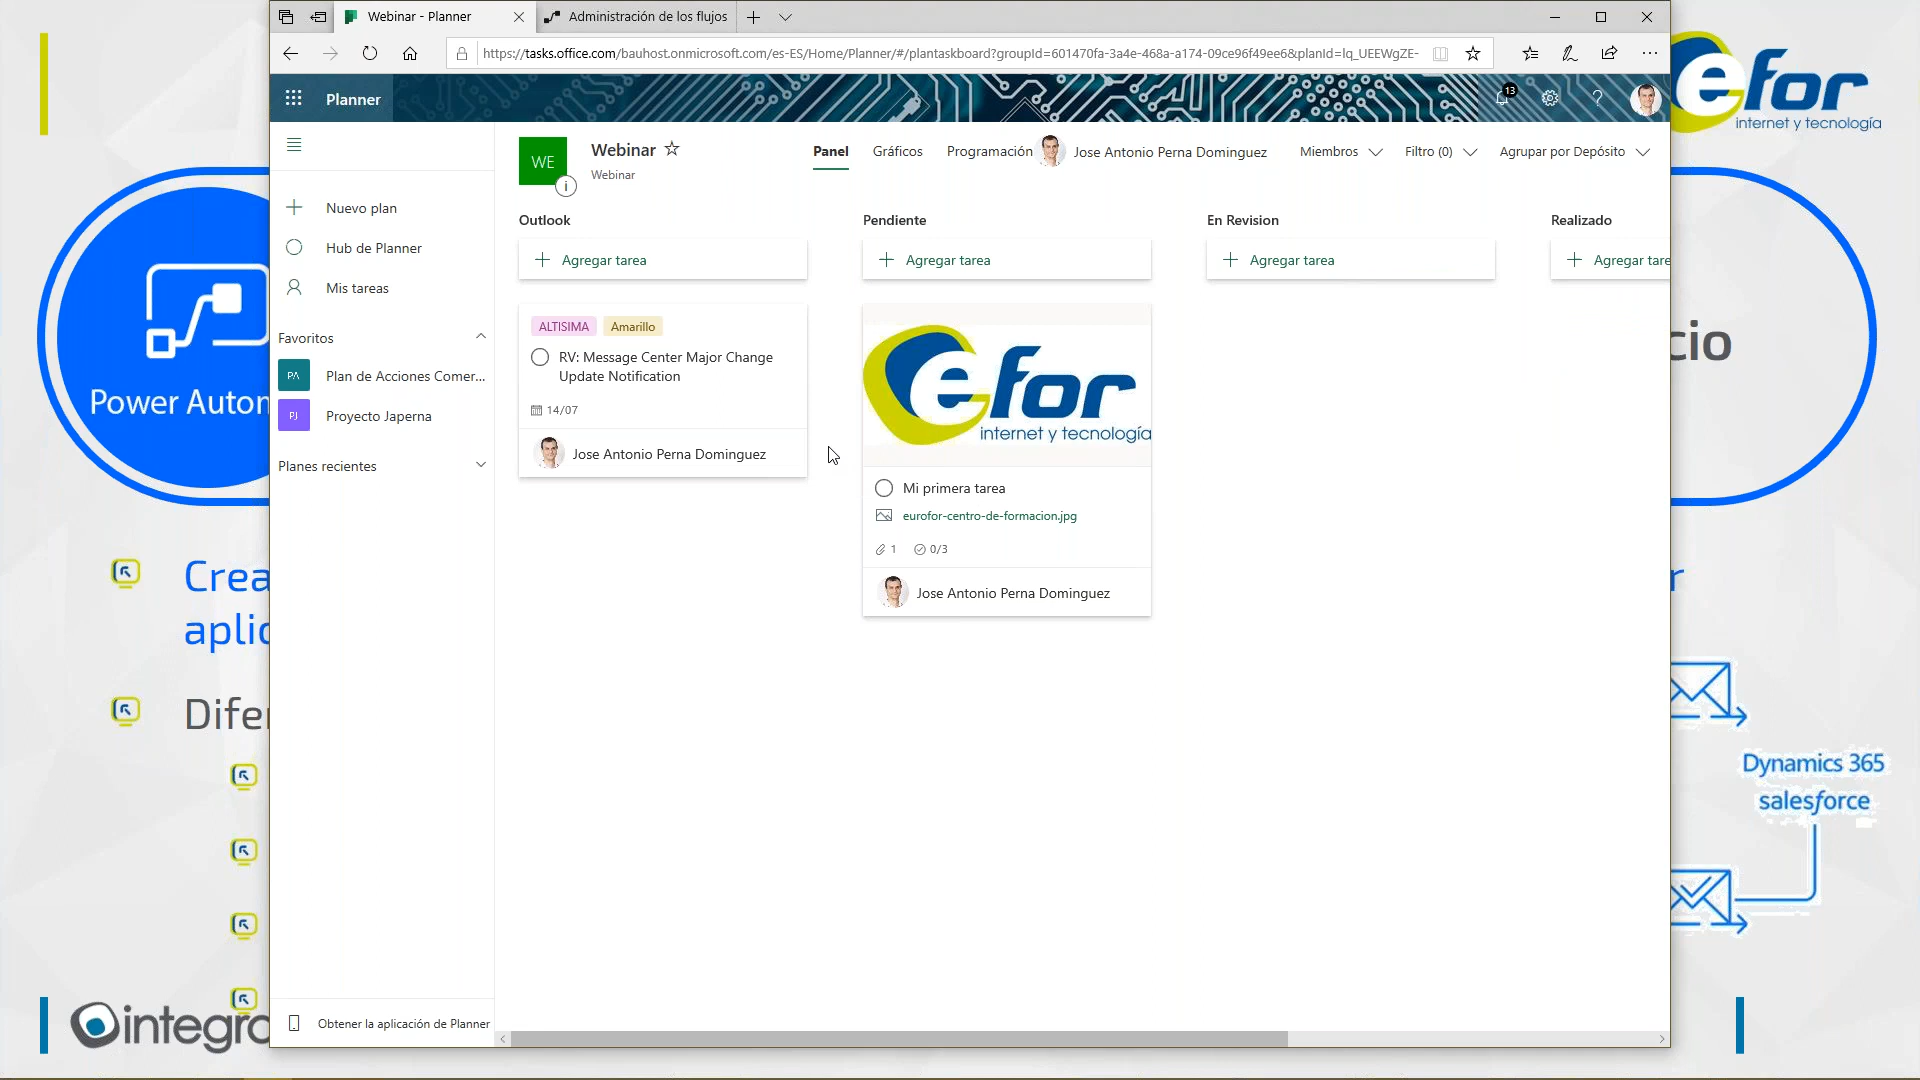 Webinar - Planner
Administración de los flujos
https://tasks.office.com/bauhost.onmicrosoft.com/es-ES/Home/Planner/#/plantaskboard?groupId=601470fa-3a4e-468a-a174-09ce96f49ee6&planId=lq_UEEWgZE-
Planner
13
efor
internet y tecnología
WE
i
Webinar
Webinar
Panel
Gráficos
Programación
Jose Antonio Perna Dominguez
Miembros
Filtro (0)
Agrupar por Depósito
Nuevo plan
Hub de Planner
Mis tareas
Favoritos
PA
Plan de Acciones Comer...
PJ
Proyecto Japerna
Planes recientes
Obtener la aplicación de Planner
Outlook
Agregar tarea
ALTISIMA
Amarillo
RV: Message Center Major Change
Update Notification
14/07
Jose Antonio Perna Dominguez
Pendiente
Agregar tarea
efor
internet y tecnología
Mi primera tarea
eurofor-centro-de-formacion.jpg
1
0/3
Jose Antonio Perna Dominguez
En Revision
Agregar tarea
Realizado
Agregar tare
Power Autom
Crea
aplic
Difer
integro
cio
r
Dynamics 365
salesforce